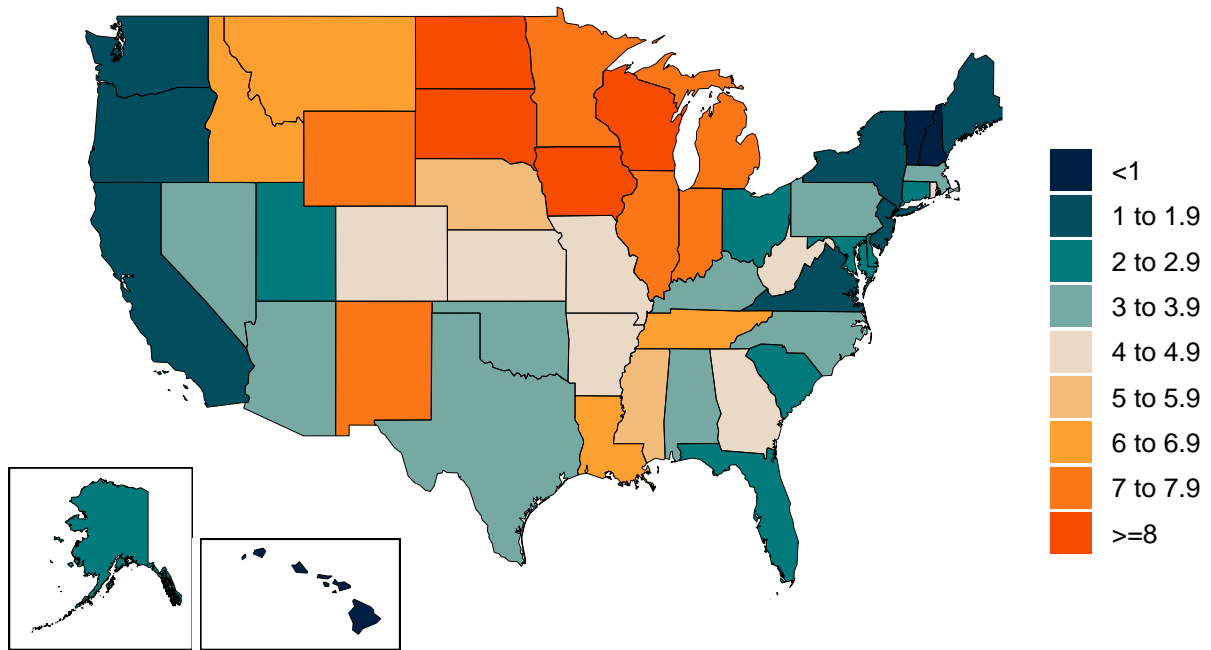 <1
1 to 1.9
2 to 2.9
3 to 3.9
4 to 4.9
5 to 5.9
6 to 6.9
7 to 7.9
>=8